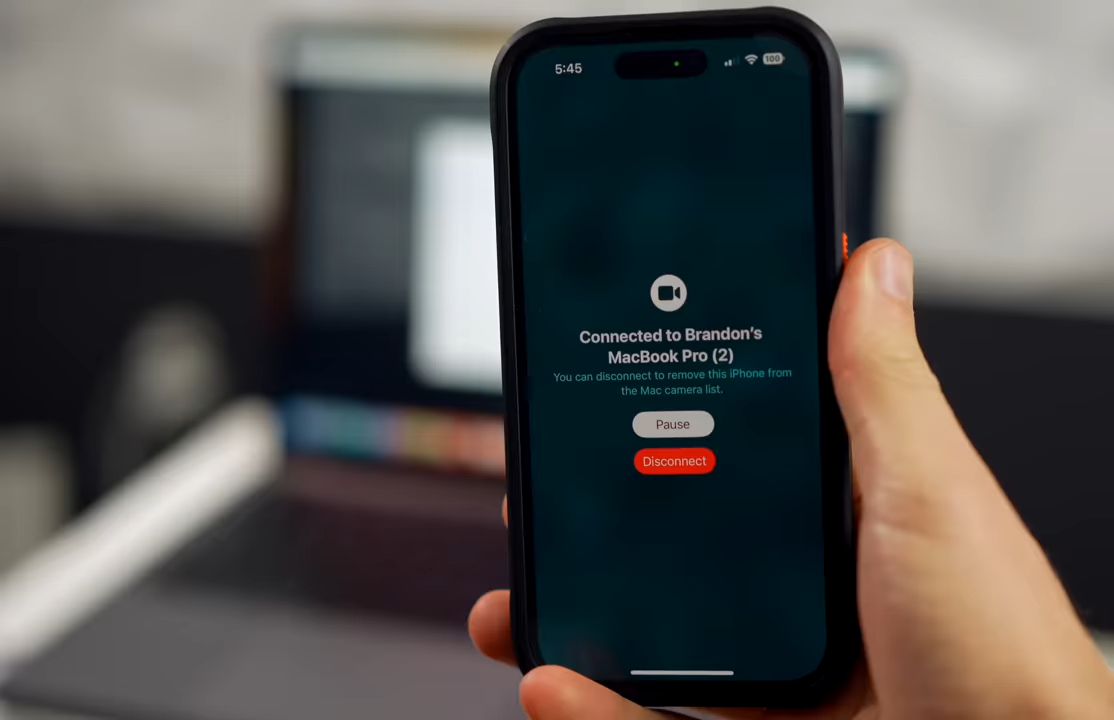 5:45
100
Connected to Brandon’s
MacBook Pro (2)
You can disconnect to remove this iPhone from
the Mac camera list.
Pause
Disconnect